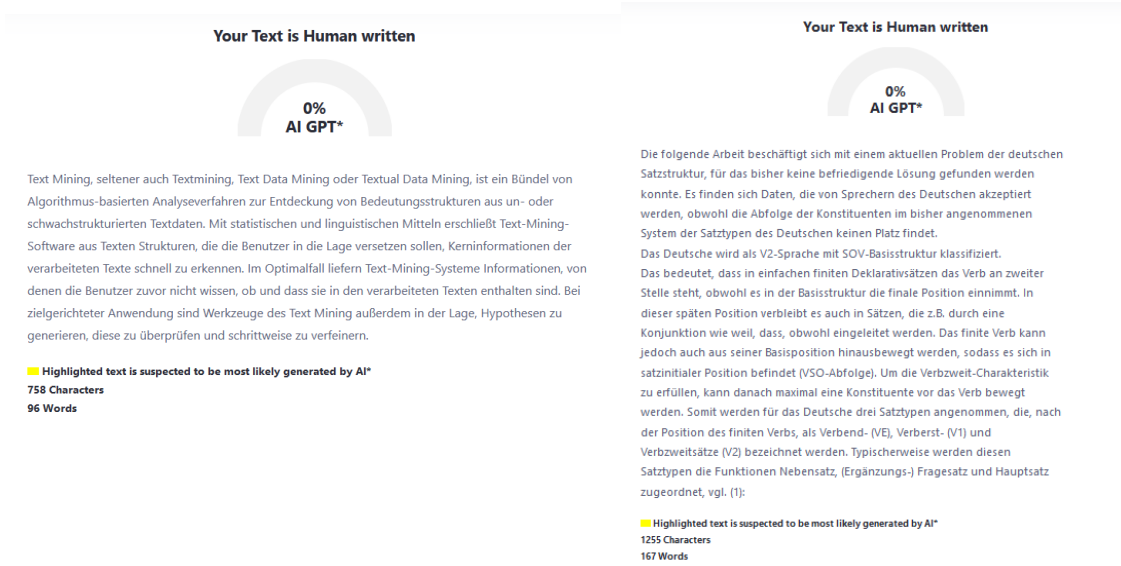 Your Text is Human written
0%
AI GPT*
Text Mining, seltener auch Textmining, Text Data Mining oder Textual Data Mining, ist ein Bündel von
Algorithmus-basierten Analyseverfahren zur Entdeckung von Bedeutungsstrukturen aus un- oder
schwachstrukturierten Textdaten. Mit statistischen und linguistischen Mitteln erschließt Text-Mining-
Software aus Texten Strukturen, die die Benutzer in die Lage versetzen sollen, Kerninformationen der
verarbeiteten Texte schnell zu erkennen. Im Optimalfall liefern Text-Mining-Systeme Informationen, von
denen die Benutzer zuvor nicht wissen, ob und dass sie in den verarbeiteten Texten enthalten sind. Bei
zielgerichteter Anwendung sind Werkzeuge des Text Mining außerdem in der Lage, Hypothesen zu
generieren, diese zu überprüfen und schrittweise zu verfeinern.
Highlighted text is suspected to be most likely generated by AI*
758 Characters
96 Words
Your Text is Human written
0%
AI GPT*
Die folgende Arbeit beschäftigt sich mit einem aktuellen Problem der deutschen
Satzstruktur, für das bisher keine befriedigende Lösung gefunden werden
konnte. Es finden sich Daten, die von Sprechern des Deutschen akzeptiert
werden, obwohl die Abfolge der Konstituenten im bisher angenommenen
System der Satztypen des Deutschen keinen Platz findet.
Das Deutsche wird als V2-Sprache mit SOV-Basisstruktur klassifiziert.
Das bedeutet, dass in einfachen finiten Deklarativsätzen das Verb an zweiter
Stelle steht, obwohl es in der Basisstruktur die finale Position einnimmt. In
dieser späten Position verbleibt es auch in Sätzen, die z.B. durch eine
Konjunktion wie weil, dass, obwohl eingeleitet werden. Das finite Verb kann
jedoch auch aus seiner Basisposition hinausbewegt werden, sodass es sich in
satzinitialer Position befindet (VSO-Abfolge). Um die Verbzweit-Charakteristik
zu erfüllen, kann danach maximal eine Konstituente vor das Verb bewegt
werden. Somit werden für das Deutsche drei Satztypen angenommen, die, nach
der Position des finiten Verbs, als Verbend- (VE), Verberst- (V1) und
Verbzweitsätze (V2) bezeichnet werden. Typischerweise werden diesen
Satztypen die Funktionen Nebensatz, (Ergänzungs-) Fragesatz und Hauptsatz
zugeordnet, vgl. (1):
Highlighted text is suspected to be most likely generated by AI*
1255 Characters
167 Words